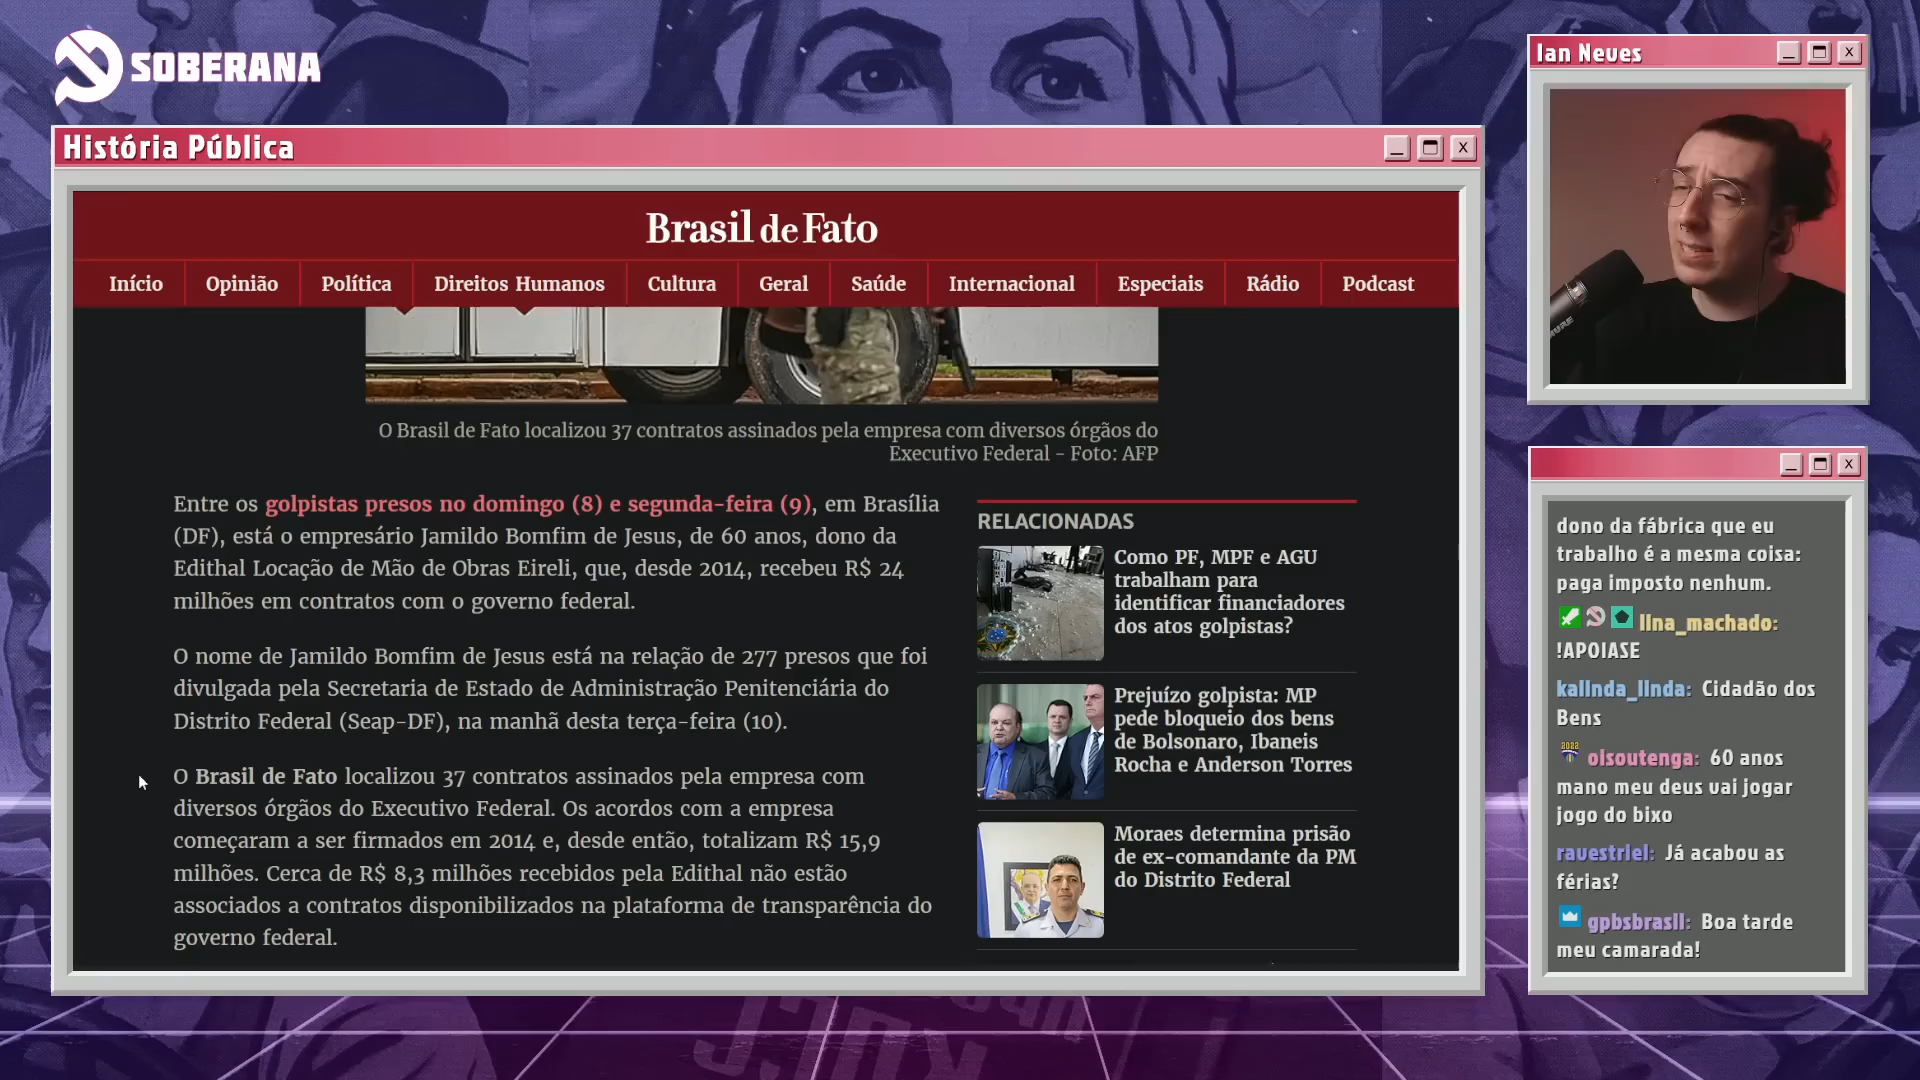 SOBERANA
História Pública
Brasil de Fato
Início
Opinião
Política
Direitos Humanos
Cultura
Geral
Saúde
Internacional
Especiais
Rádio
Podcast
O Brasil de Fato localizou 37 contratos assinados pela empresa com diversos órgãos do
Executivo Federal - Foto: AFP
Entre os golpistas presos no domingo (8) e segunda-feira (9), em Brasília
(DF), está o empresário Jamildo Bomfim de Jesus, de 60 anos, dono da
Edithal Locação de Mão de Obras Eireli, que, desde 2014, recebeu R$ 24
milhões em contratos com o governo federal.
O nome de Jamildo Bomfim de Jesus está na relação de 277 presos que foi
divulgada pela Secretaria de Estado de Administração Penitenciária do
Distrito Federal (Seap-DF), na manhã desta terça-feira (10).
O Brasil de Fato localizou 37 contratos assinados pela empresa com
diversos órgãos do Executivo Federal. Os acordos com a empresa
começaram a ser firmados em 2014 e, desde então, totalizam R$ 15,9
milhões. Cerca de R$ 8,3 milhões recebidos pela Edithal não estão
associados a contratos disponibilizados na plataforma de transparência do
governo federal.
RELACIONADAS
Como PF, MPF e AGU
trabalham para
identificar financiadores
dos atos golpistas?
Prejuízo golpista: MP
pede bloqueio dos bens
de Bolsonaro, Ibaneis
Rocha e Anderson Torres
Moraes determina prisão
de ex-comandante da PM
do Distrito Federal
Ian Neves
dono da fábrica que eu
trabalho é a mesma coisa:
paga imposto nenhum.
lina_machado:
!APOIASE
kalinda_linda: Cidadão dos
Bens
2022
oisoutenga: 60 anos
mano meu deus vai jogar
jogo do bixo
ravestriel: Já acabou as
férias?
gpbsbrasil: Boa tarde
meu camarada!